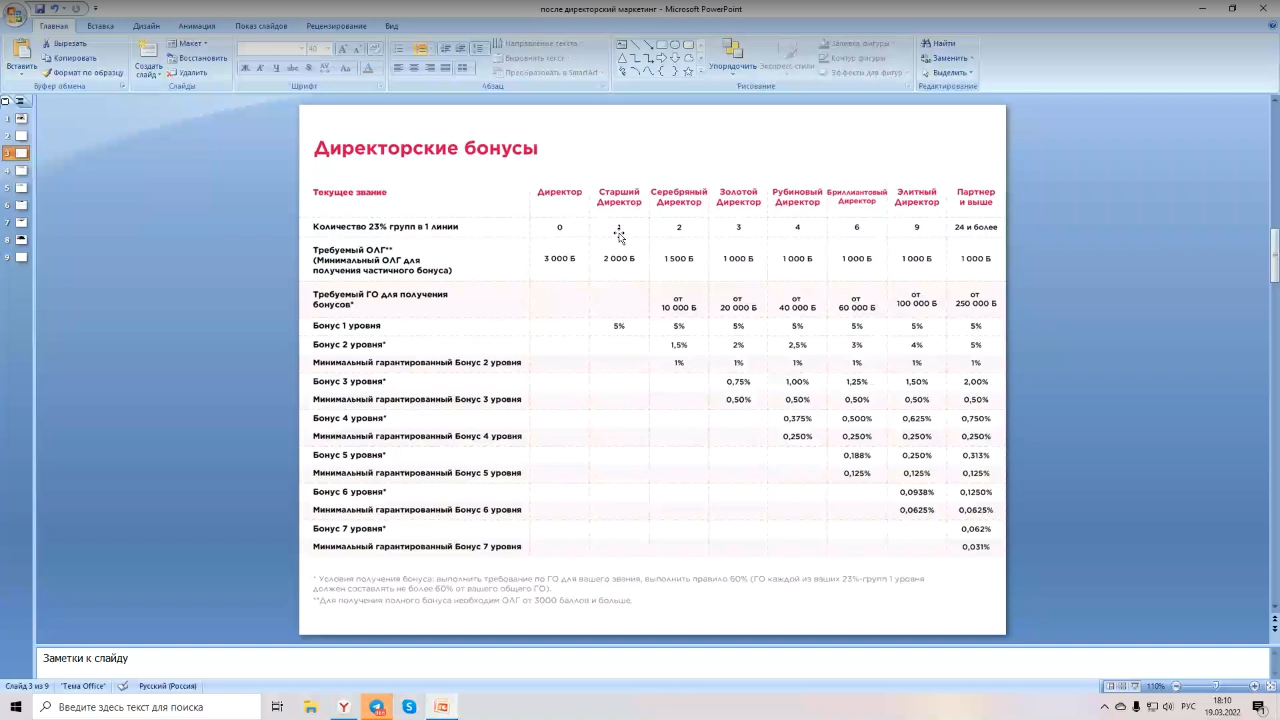 после директорник маркетинг - Microsoft PowerPoint
Главная
Вид
Вырезать
Копировать
Формат по образцу
Вставить
Буфер обмена
Макет
Восстановить
Удалить
Создать слайд
Слайды
40
Шрифт
Направление текста
Выровнять текст
Преобразовать в SmartArt
Абзац
Упорядочить
Экспресс-стили
Заливка фигуры
Контур фигуры
Эффекты для фигур
Рисование
Найти
Заменить
Выделить
Редактирование
1
2
3
5
6
7
8
9
Директорские бонусы
Текущее звание Директор Старший Директор Серебряный Директор Золотой Директор Рубиновый Директор Бриллиантовый Директор Элитный Директор Партнер и выше
Количество 23% групп в 1 линии 0 1 2 3 4 6 9 24 и более
Требуемый ОЛГ**
(Минимальный ОЛГ для 3 000 Б 2 000 Б 1 500 Б 1 000 Б 1 000 Б 1 000 Б 1 000 Б 1 000 Б
получения частичного бонуса)
Требуемый ГО для получения
бонусов* от 10 000 Б от 20 000 Б от 40 000 Б от 60 000 Б от 100 000 Б от 250 000 Б
Бонус 1 уровня 5% 5% 5% 5% 5% 5% 5%
Бонус 2 уровня* 1,5% 2% 2,5% 3% 4% 5%
Минимальный гарантированный Бонус 2 уровня 1% 1% 1% 1% 1% 1%
Бонус 3 уровня* 0,75% 1,00% 1,25% 1,50% 2,00%
Минимальный гарантированный Бонус 3 уровня 0,50% 0,50% 0,50% 0,50% 0,50%
Бонус 4 уровня* 0,375% 0,500% 0,625% 0,750%
Минимальный гарантированный Бонус 4 уровня 0,250% 0,250% 0,250% 0,250%
Бонус 5 уровня* 0,188% 0,250% 0,313%
Минимальный гарантированный Бонус 5 уровня 0,125% 0,125% 0,125%
Бонус 6 уровня* 0,0938% 0,1250%
Минимальный гарантированный Бонус 6 уровня 0,0625% 0,0625%
Бонус 7 уровня* 0,062%
Минимальный гарантированный Бонус 7 уровня 0,031%
* Условия получения бонуса: выполнить требование по ГО для вашего звания, выполнить правило 60% (ГО каждой из ваших 23%-групп 1 уровня
должен составлять не более 60% от вашего общего ГО).
**Для получения полного бонуса необходим ОЛГ от 3000 баллов и больше.
Заметки к слайду
Слайд 3 из 9 "Тема Office" Русский (Россия) 110%
Введите здесь текст для поиска
РУС
18:10
19.02.2022